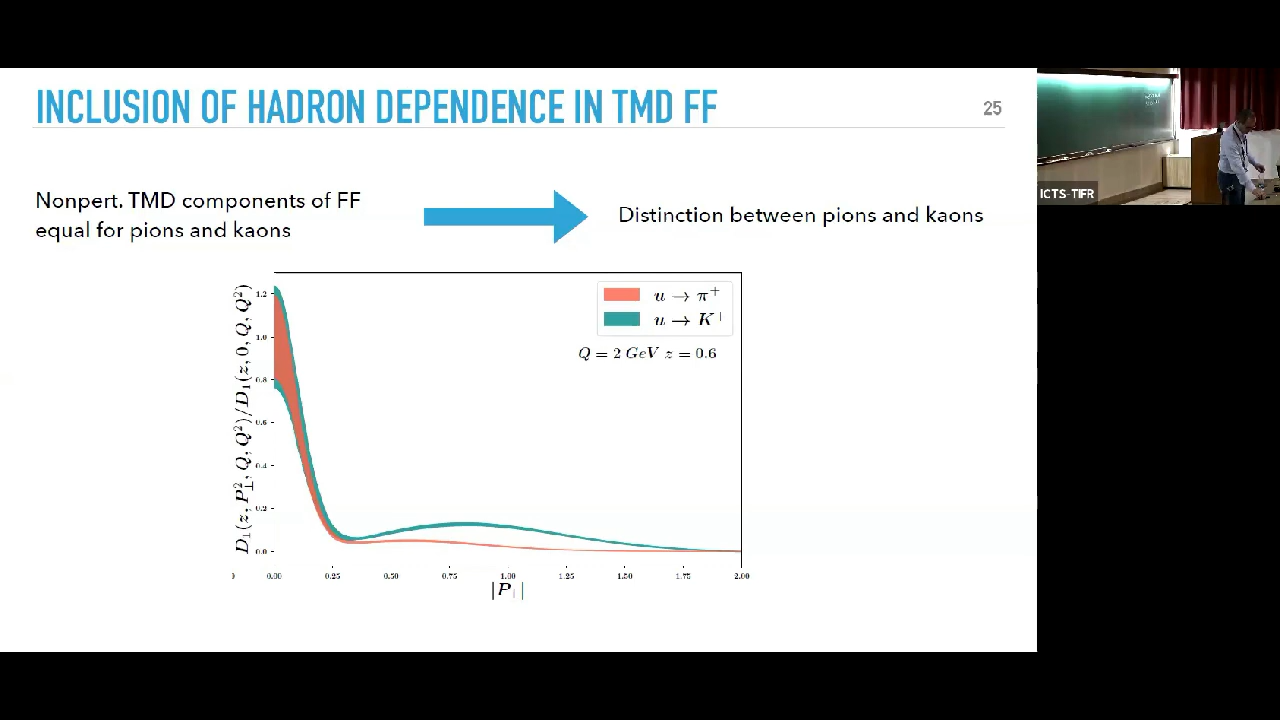 INCLUSION OF HADRON DEPENDENCE IN TMD FF
25
Nonpert. TMD components of FF
equal for pions and kaons
Distinction between pions and kaons
u → π⁺
u → K⁺
Q = 2 GeV z = 0.6
D₁(z, P²⊥, Q, Q²)/D₁(z, 0, Q, Q²)
1.2
1.0
0.8
0.6
0.4
0.2
0.0
0 0.00 0.25 0.50 0.75 1.00 1.25 1.50 1.75 2.00
|P⊥|
ICTS-TIFR